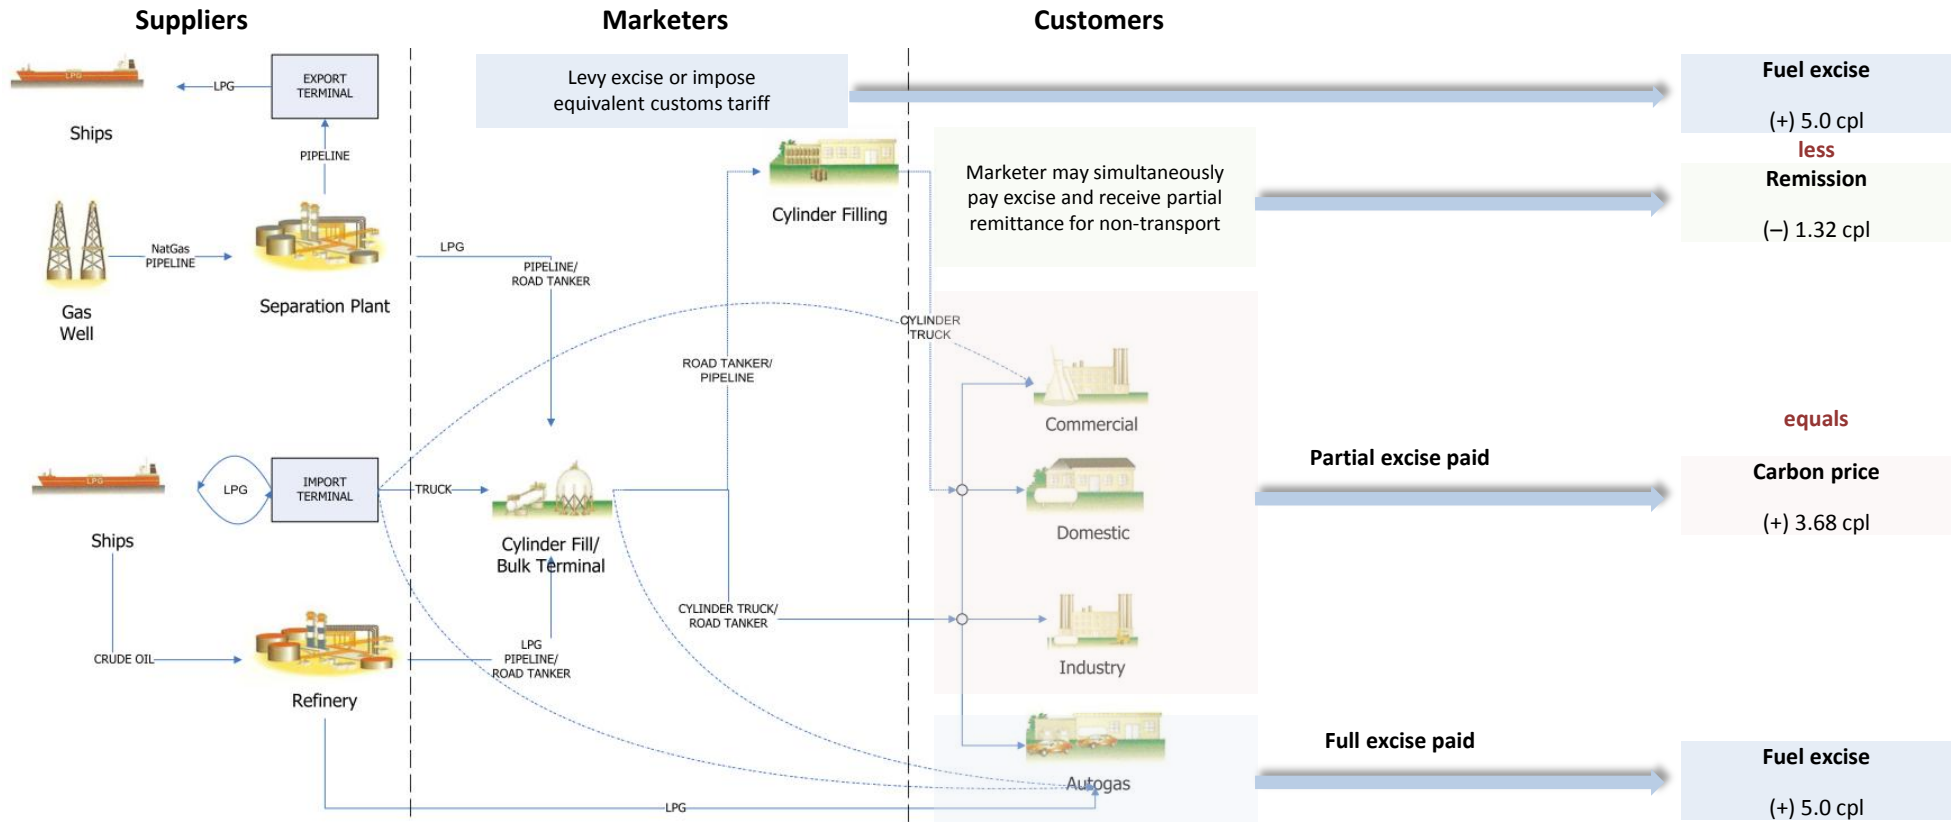 Suppliers
Marketers
Customers
LPG
LPG
EXPORT
TERMINAL
Ships
PIPELINE
Levy excise or impose
equivalent customs tariff
Fuel excise
(+) 5.0 cpl
less
Remission
(–) 1.32 cpl
Marketer may simultaneously
pay excise and receive partial
remittance for non-transport
Cylinder Filling
NatGas
PIPELINE
Gas
Well
Separation Plant
LPG
PIPELINE/
ROAD TANKER
CYLINDER
TRUCK
ROAD TANKER/
PIPELINE
Commercial
equals
Partial excise paid
Carbon price
(+) 3.68 cpl
LPG
LPG
IMPORT
TERMINAL
TRUCK
Ships
Cylinder Fill/
Bulk Terminal
Domestic
CYLINDER TRUCK/
ROAD TANKER
CRUDE OIL
Refinery
LPG
PIPELINE/
ROAD TANKER
Industry
Full excise paid
Autogas
Fuel excise
(+) 5.0 cpl
LPG